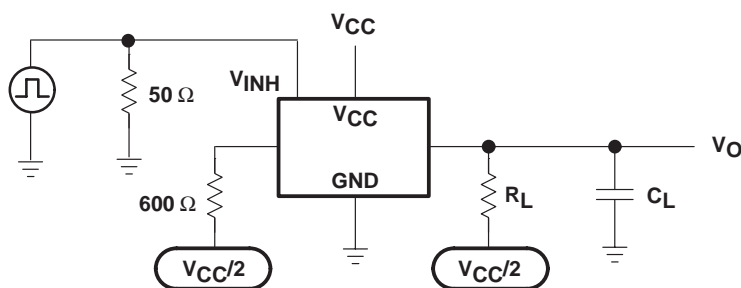 VCC
VINH
50 Ω
VCC
VO
GND
600 Ω
RL
CL
VCC/2
VCC/2